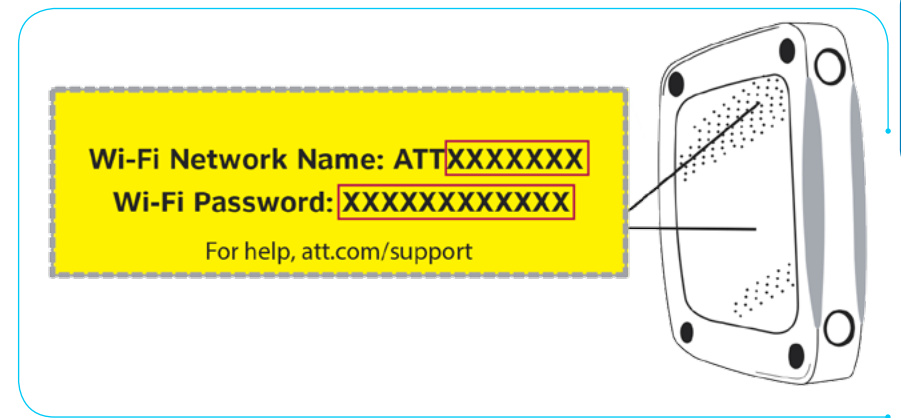 Wi-Fi Network Name: ATTXXXXXXX
Wi-Fi Password: XXXXXXXXXXXX
For help, att.com/support